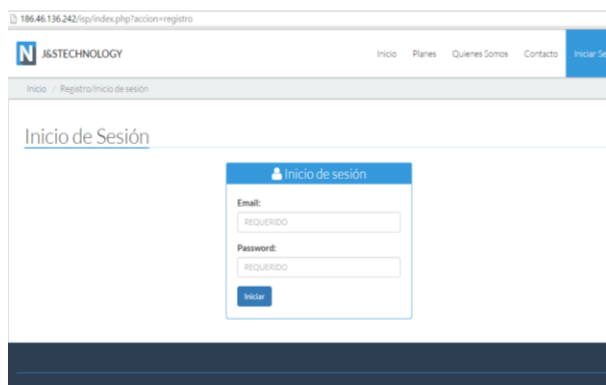 186.46.136.242/isp/index.php?accion=registro
N J&STECHNOLOGY Inicio Planes Quienes Somos Contacto Iniciar Se
Inicio / Registro/Inicio de sesión
Inicio de Sesión
Inicio de sesión
Email:
REQUERIDO
Password:
REQUERIDO
Iniciar